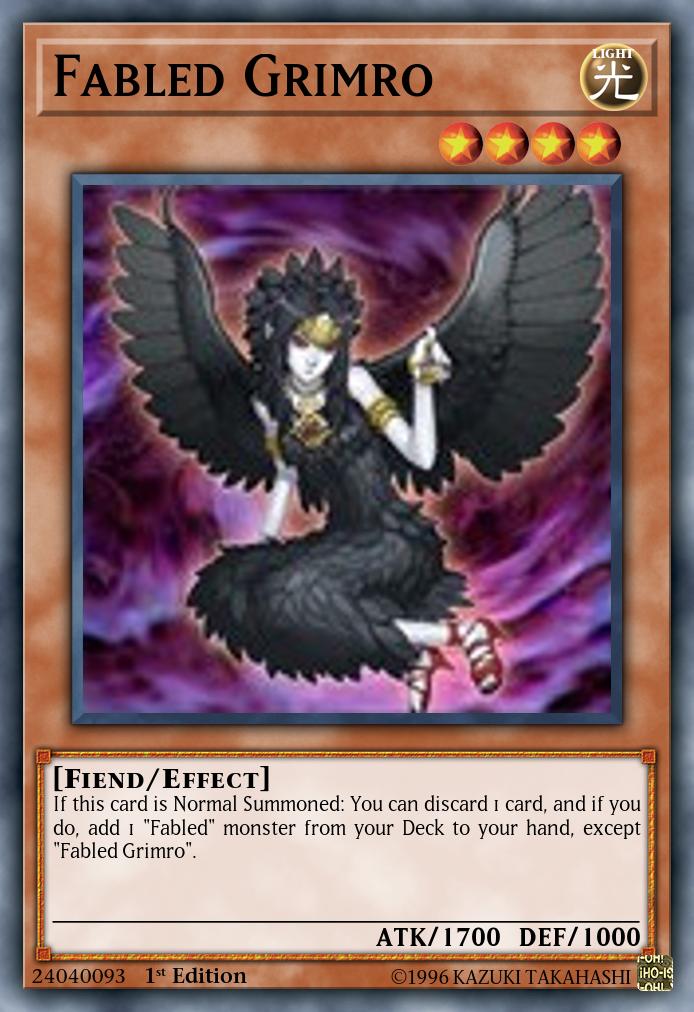 Fabled Grimro
LIGHT
光
[Fiend/Effect]
If this card is Normal Summoned: You can discard 1 card, and if you
do, add 1 "Fabled" monster from your Deck to your hand, except
"Fabled Grimro".
ATK/1700 DEF/1000
24040093 1st Edition ©1996 KAZUKI TAKAHASHI